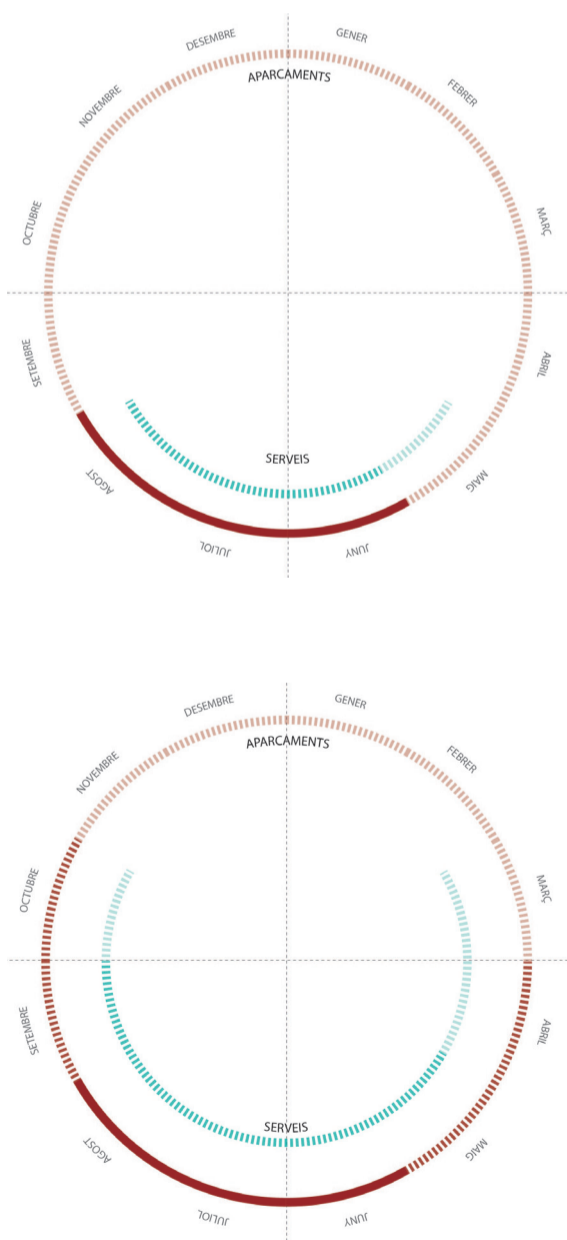 GENER
FEBRER
MARÇ
ABRIL
MAIG
JUNY
JULIOL
AGOST
SETEMBRE
OCTUBRE
NOVEMBRE
DESEMBRE
APARCAMENTS
SERVEIS
GENER
FEBRER
MARÇ
ABRIL
MAIG
JUNY
JULIOL
AGOST
SETEMBRE
OCTUBRE
NOVEMBRE
DESEMBRE
APARCAMENTS
SERVEIS